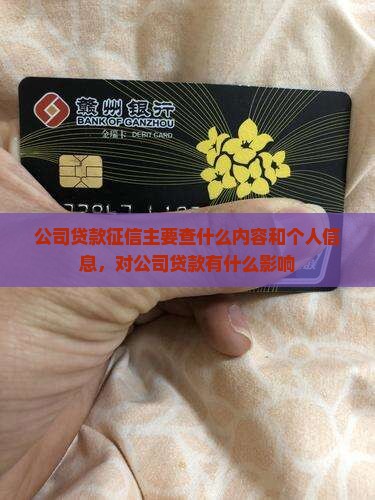 赣州银行
BANK OF GANZHOU
金瑞卡 DEBIT CARD
公司贷款征信主要查什么内容和个人信
息，对公司贷款有什么影响